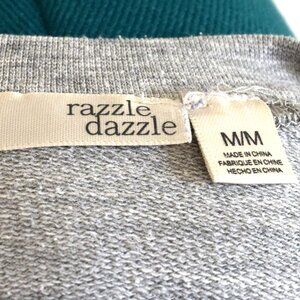 razzle
dazzle
M/M
MADE IN CHINA
FABRIQUÉ EN CHINE
HECHO EN CHINA